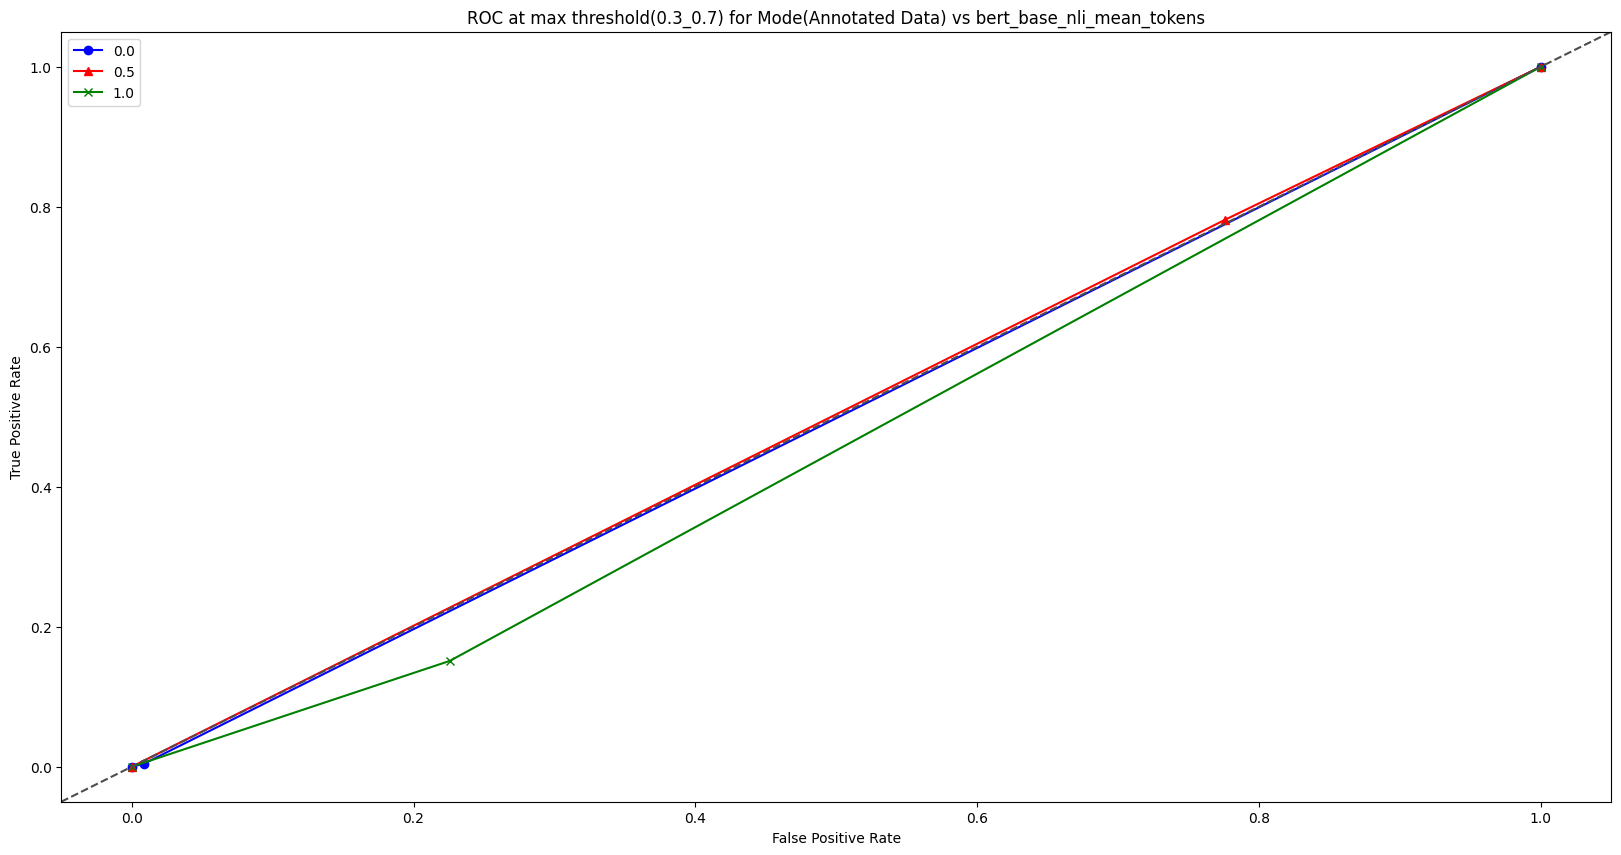 ROC at max threshold(0.3_0.7) for Mode(Annotated Data) vs bert_base_nli_mean_tokens
0.0
0.5
1.0
True Positive Rate
1.0
0.8
0.6
0.4
0.2
0.0
0.0 0.2 0.4 0.6 0.8 1.0
False Positive Rate